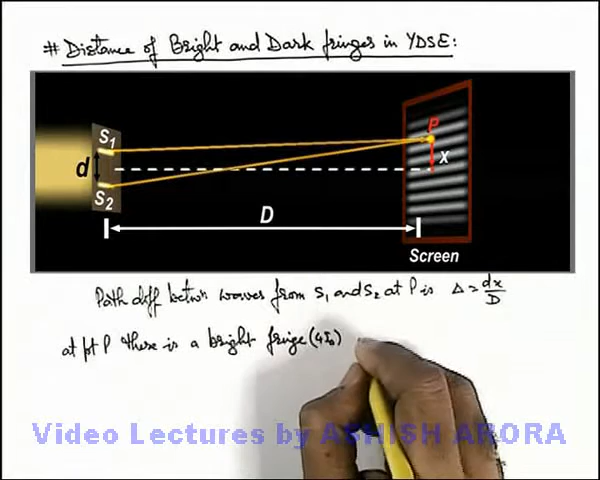 # Distance of Bright and Dark fringes in YDSE:
S1
P
d
x
S2
D
Screen
Path diff betwn waves from S1 and S2 at P is Δ = dx/D
at pt P there is a bright fringe (4I0)
Video Lectures by ASHISH ARORA